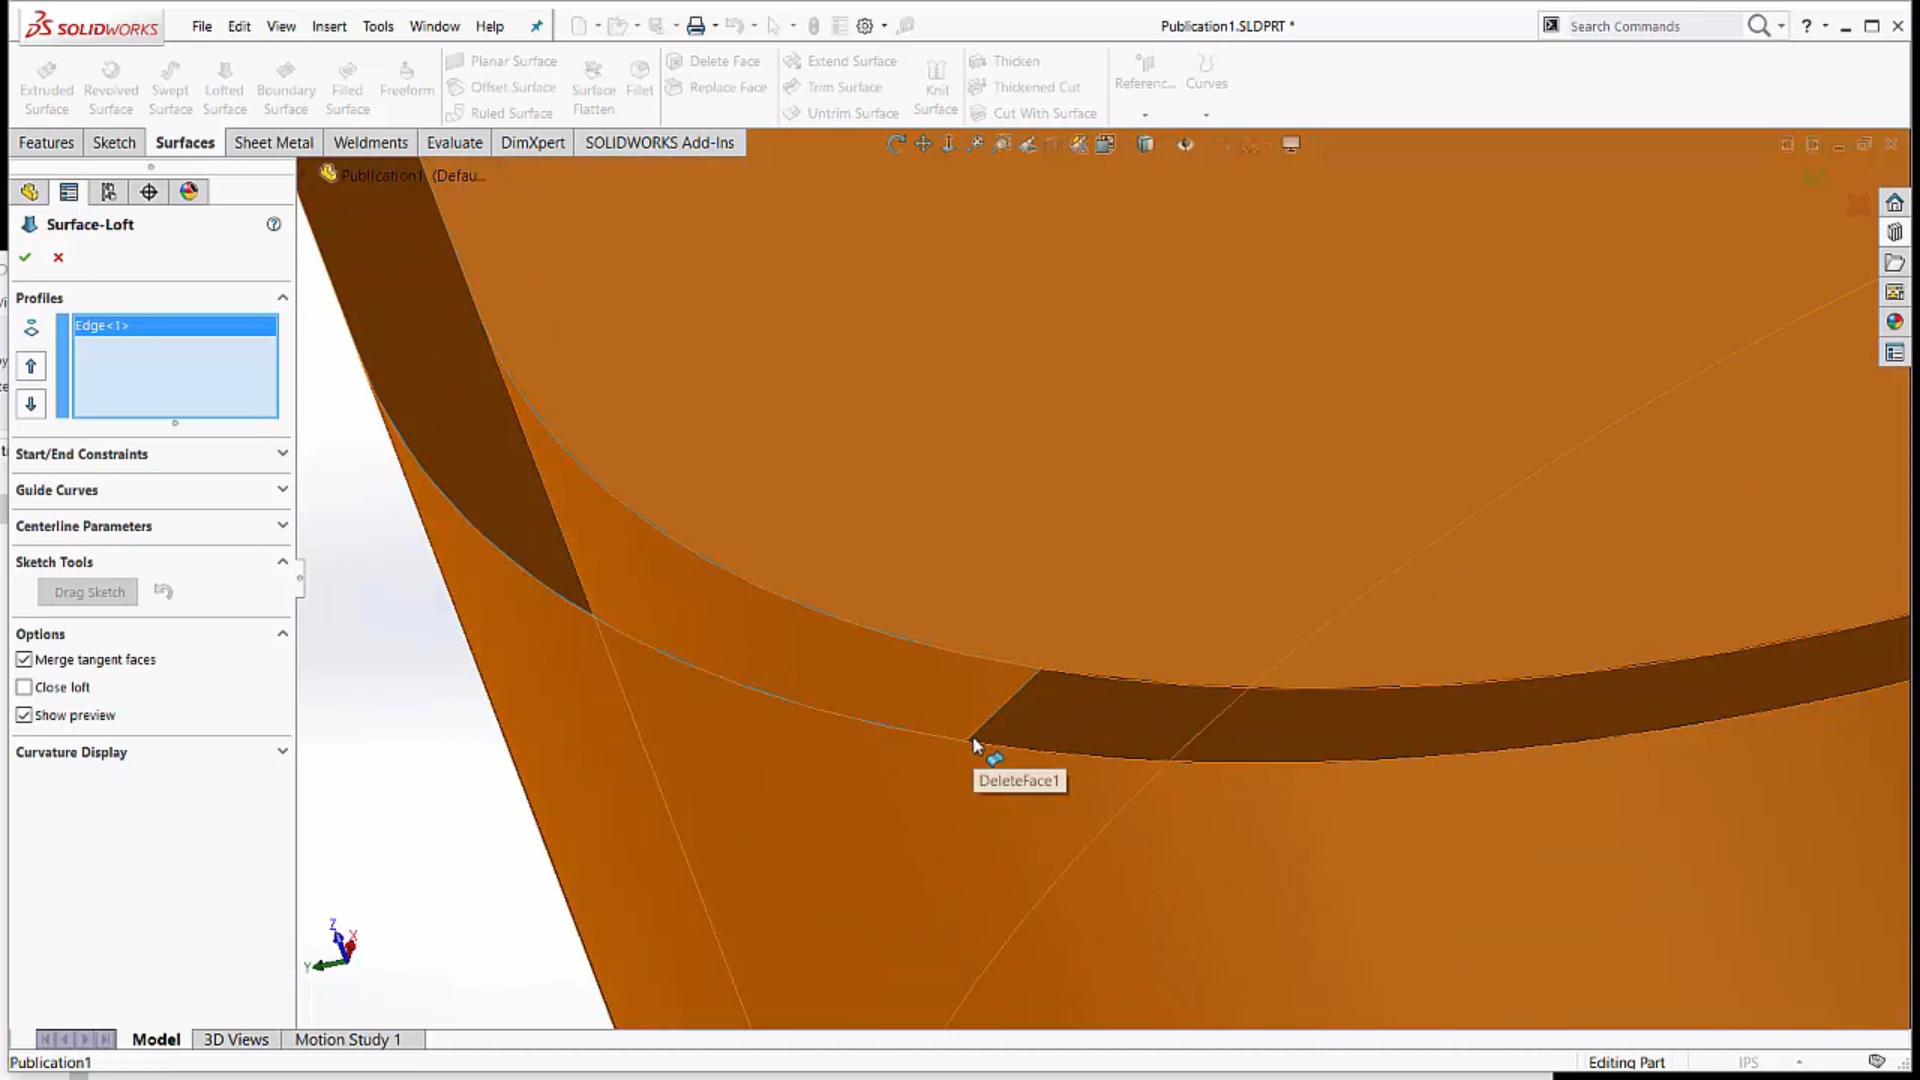 SOLIDWORKS
File Edit View Insert Tools Window Help
Publication1.SLDPRT *
Search Commands
?
Extruded Surface
Revolved Surface
Swept Surface
Lofted Surface
Boundary Surface
Filled Surface
Freeform
Planar Surface
Offset Surface
Ruled Surface
Surface Flatten
Fillet
Delete Face
Replace Face
Extend Surface
Trim Surface
Untrim Surface
Knit Surface
Thicken
Thickened Cut
Cut With Surface
Referenc...
Curves
Features Sketch Surfaces Sheet Metal Weldments Evaluate DimXpert SOLIDWORKS Add-Ins
Publication1 (Defau...
Surface-Loft
Profiles
Edge<1>
Start/End Constraints
Guide Curves
Centerline Parameters
Sketch Tools
Drag Sketch
Options
Merge tangent faces
Close loft
Show preview
Curvature Display
DeleteFace1
Z
X
Y
Model 3D Views Motion Study 1
Publication1
Editing Part
IPS